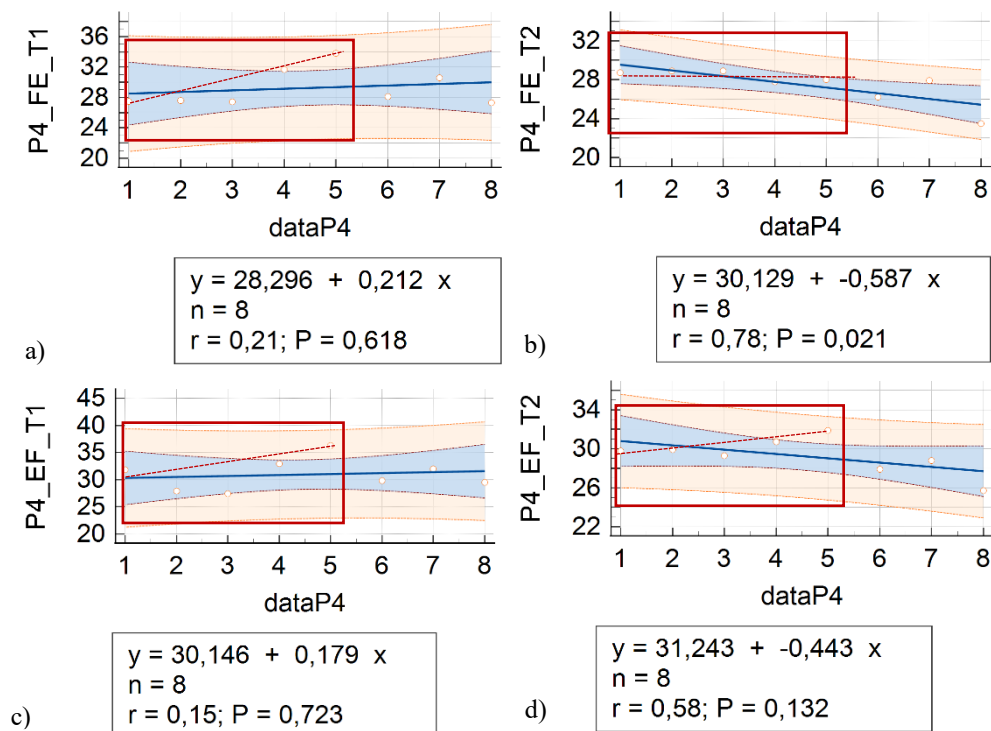 36
32
28
24
20
P4_FE_T1
1 2 3 4 5 6 7 8
dataP4
y = 28,296 + 0,212 x
n = 8
r = 0,21; P = 0,618
a)
32
28
24
20
P4_FE_T2
1 2 3 4 5 6 7 8
dataP4
y = 30,129 + -0,587 x
n = 8
r = 0,78; P = 0,021
b)
45
40
35
30
25
20
P4_EF_T1
1 2 3 4 5 6 7 8
dataP4
y = 30,146 + 0,179 x
n = 8
r = 0,15; P = 0,723
c)
34
30
26
22
P4_EF_T2
1 2 3 4 5 6 7 8
dataP4
y = 31,243 + -0,443 x
n = 8
r = 0,58; P = 0,132
d)